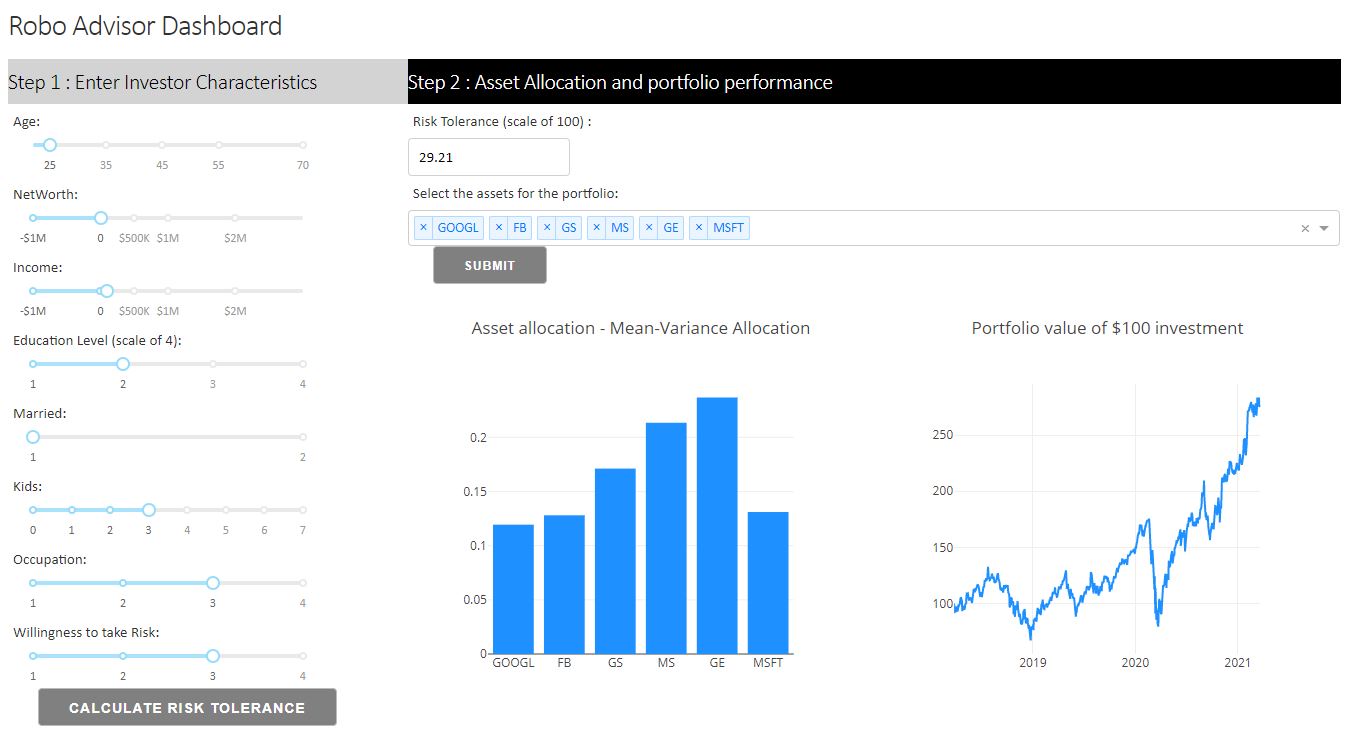 Robo Advisor Dashboard
Step 1 : Enter Investor Characteristics
Age:
25 35 45 55 70
NetWorth:
-$1M 0 $500K $1M $2M
Income:
-$1M 0 $500K $1M $2M
Education Level (scale of 4):
1 2 3 4
Married:
1 2
Kids:
0 1 2 3 4 5 6 7
Occupation:
1 2 3 4
Willingness to take Risk:
1 2 3 4
CALCULATE RISK TOLERANCE
Step 2 : Asset Allocation and portfolio performance
Risk Tolerance (scale of 100) :
29.21
Select the assets for the portfolio:
× GOOGL × FB × GS × MS × GE × MSFT ×
SUBMIT
Asset allocation - Mean-Variance Allocation
0.2
0.15
0.1
0.05
0
GOOGL FB GS MS GE MSFT
Portfolio value of $100 investment
250
200
150
100
2019 2020 2021